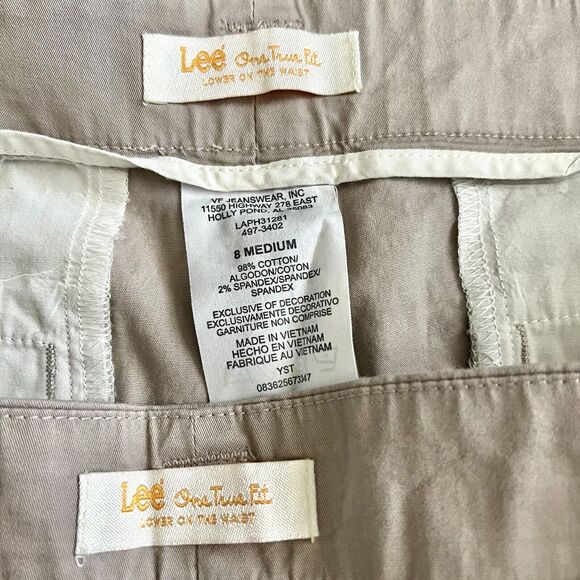 Lee One True Fit
LOWER ON THE WAIST
VF JEANSWEAR, INC
11550 HIGHWAY 278 EAST
HOLLY POND, AL 35083
LAPH31281
497-3402
8 MEDIUM
98% COTTON/
ALGODON/COTON
2% SPANDEX/SPANDEX/
SPANDEX
EXCLUSIVE OF DECORATION
EXCLUSIVAMENTE DECORATIVO
GARNITURE NON COMPRISE
MADE IN VIETNAM
HECHO EN VIETNAM
FABRIQUE AU VIETNAM
YST
083625673347
Lee One True Fit
LOWER ON THE WAIST